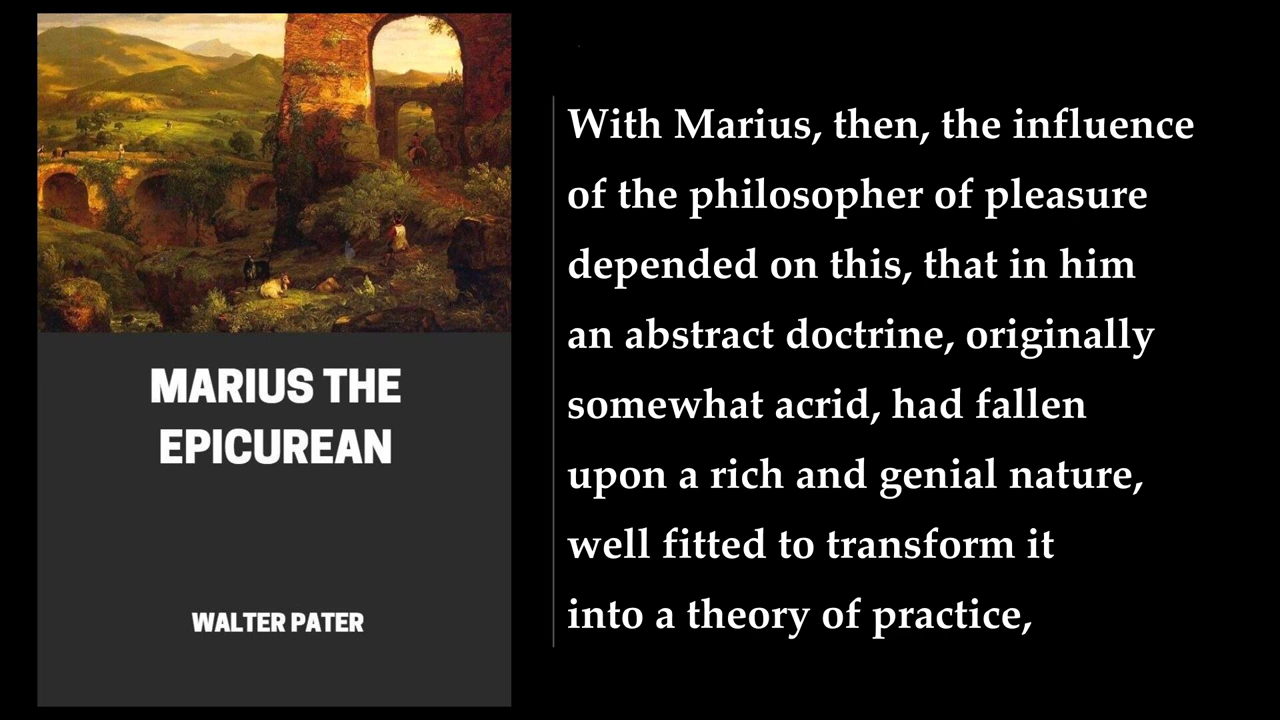 MARIUS THE
EPICUREAN
WALTER PATER
With Marius, then, the influence
of the philosopher of pleasure
depended on this, that in him
an abstract doctrine, originally
somewhat acrid, had fallen
upon a rich and genial nature,
well fitted to transform it
into a theory of practice,